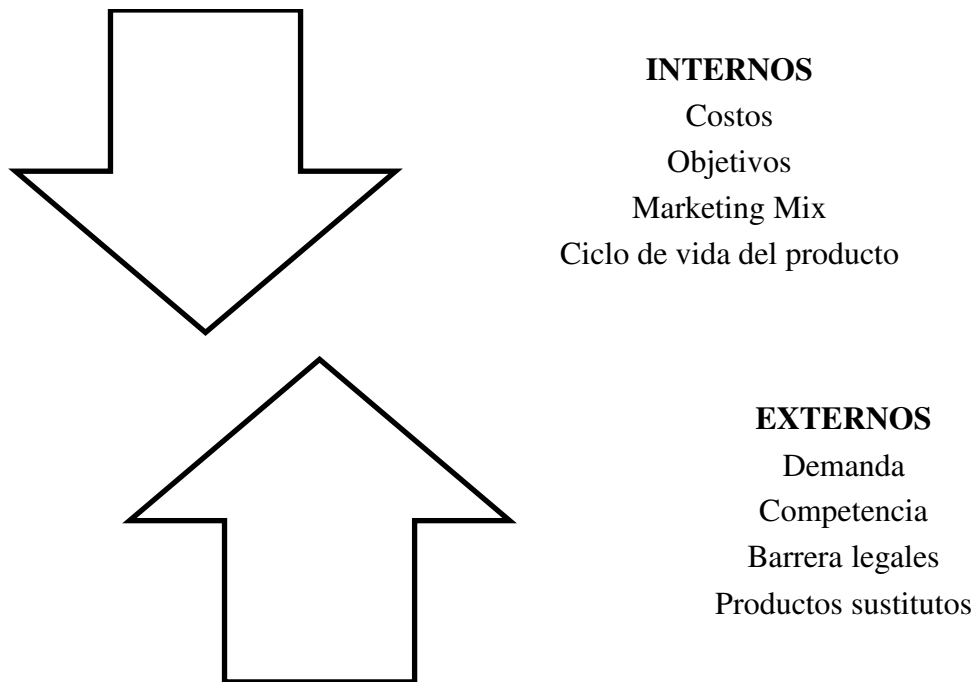 INTERNOS
Costos
Objetivos
Marketing Mix
Ciclo de vida del producto
EXTERNOS
Demanda
Competencia
Barrera legales
Productos sustitutos